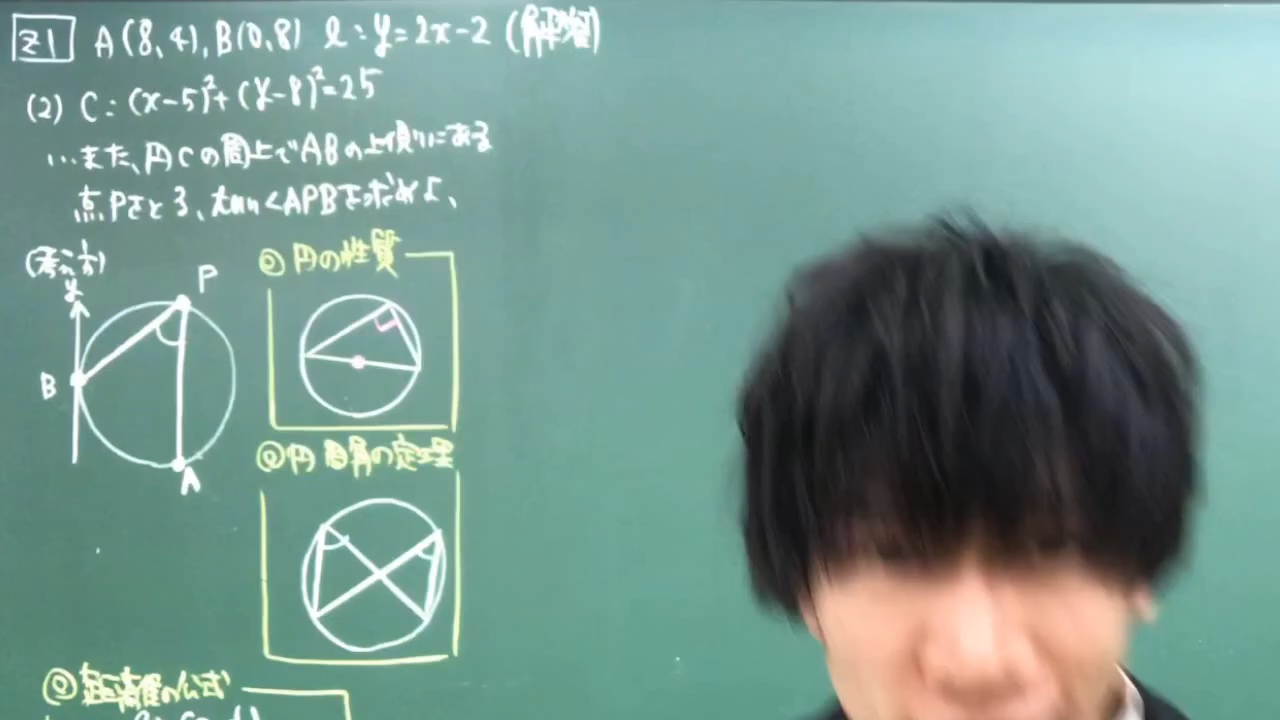 21 A(8,4), B(0,8) l:y=2x-2 (解答)
(2) C:(x-5)²+(y-8)²=25
…また、円Cの周上でABの上側にある
点Pをとる、tan∠APBを求めよ、
(考え方)
y
P
B
A
◎円の性質
◎円周角の定理
◎距離の公式